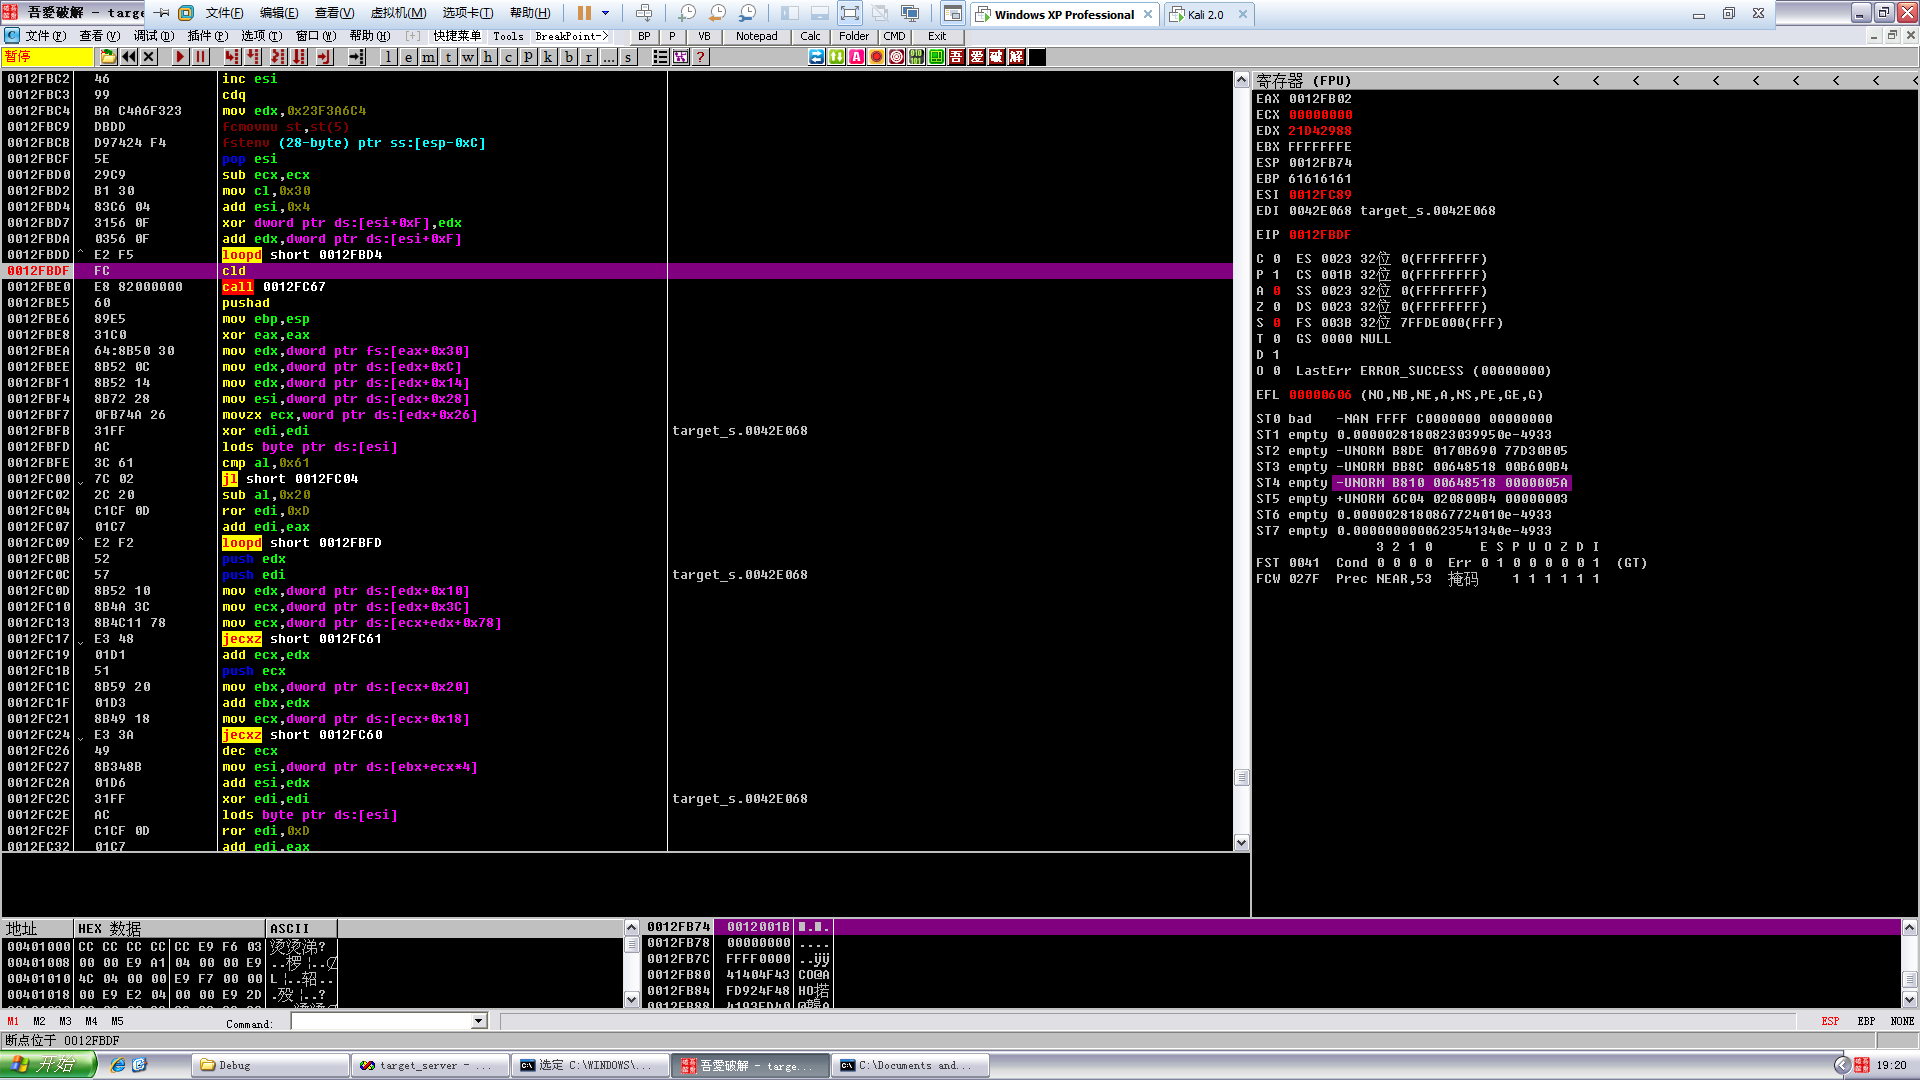 吾爱破解 - targe 文件(F) 编辑(E) 查看(V) 虚拟机(M) 选项卡(T) 帮助(H) Windows XP Professional Kali 2.0
文件(F) 查看(V) 调试(D) 插件(P) 选项(T) 窗口(W) 帮助(H) [+] 快捷菜单 Tools BreakPoint-> BP P VB Notepad Calc Folder CMD Exit
暂停 l e m t w h c p k b r ... s ? A 吾 爱 破 解
寄存器 (FPU) < < < < < < < < < <
0012FBC2 46 inc esi
0012FBC3 99 cdq
0012FBC4 BA C4A6F323 mov edx,0x23F3A6C4
0012FBC9 DBDD fcmovnu st,st(5)
0012FBCB D97424 F4 fstenv (28-byte) ptr ss:[esp-0xC]
0012FBCF 5E pop esi
0012FBD0 29C9 sub ecx,ecx
0012FBD2 B1 30 mov cl,0x30
0012FBD4 83C6 04 add esi,0x4
0012FBD7 3156 0F xor dword ptr ds:[esi+0xF],edx
0012FBDA 0356 0F add edx,dword ptr ds:[esi+0xF]
0012FBDD ^ E2 F5 loopd short 0012FBD4
0012FBDF FC cld
0012FBE0 E8 82000000 call 0012FC67
0012FBE5 60 pushad
0012FBE6 89E5 mov ebp,esp
0012FBE8 31C0 xor eax,eax
0012FBEA 64:8B50 30 mov edx,dword ptr fs:[eax+0x30]
0012FBEE 8B52 0C mov edx,dword ptr ds:[edx+0xC]
0012FBF1 8B52 14 mov edx,dword ptr ds:[edx+0x14]
0012FBF4 8B72 28 mov esi,dword ptr ds:[edx+0x28]
0012FBF7 0FB74A 26 movzx ecx,word ptr ds:[edx+0x26]
0012FBFB 31FF xor edi,edi target_s.0042E068
0012FBFD AC lods byte ptr ds:[esi]
0012FBFE 3C 61 cmp al,0x61
0012FC00 7C 02 jl short 0012FC04
0012FC02 2C 20 sub al,0x20
0012FC04 C1CF 0D ror edi,0xD
0012FC07 01C7 add edi,eax
0012FC09 ^ E2 F2 loopd short 0012FBFD
0012FC0B 52 push edx
0012FC0C 57 push edi target_s.0042E068
0012FC0D 8B52 10 mov edx,dword ptr ds:[edx+0x10]
0012FC10 8B4A 3C mov ecx,dword ptr ds:[edx+0x3C]
0012FC13 8B4C11 78 mov ecx,dword ptr ds:[ecx+edx+0x78]
0012FC17 E3 48 jecxz short 0012FC61
0012FC19 01D1 add ecx,edx
0012FC1B 51 push ecx
0012FC1C 8B59 20 mov ebx,dword ptr ds:[ecx+0x20]
0012FC1F 01D3 add ebx,edx
0012FC21 8B49 18 mov ecx,dword ptr ds:[ecx+0x18]
0012FC24 E3 3A jecxz short 0012FC60
0012FC26 49 dec ecx
0012FC27 8B348B mov esi,dword ptr ds:[ebx+ecx*4]
0012FC2A 01D6 add esi,edx
0012FC2C 31FF xor edi,edi target_s.0042E068
0012FC2E AC lods byte ptr ds:[esi]
0012FC2F C1CF 0D ror edi,0xD
0012FC32 01C7 add edi,eax
EAX 0012FB02
ECX 00000000
EDX 21D42988
EBX FFFFFFFE
ESP 0012FB74
EBP 61616161
ESI 0012FC89
EDI 0042E068 target_s.0042E068
EIP 0012FBDF
C 0 ES 0023 32位 0(FFFFFFFF)
P 1 CS 001B 32位 0(FFFFFFFF)
A 0 SS 0023 32位 0(FFFFFFFF)
Z 0 DS 0023 32位 0(FFFFFFFF)
S 0 FS 003B 32位 7FFDE000(FFF)
T 0 GS 0000 NULL
D 1
O 0 LastErr ERROR_SUCCESS (00000000)
EFL 00000606 (NO,NB,NE,A,NS,PE,GE,G)
ST0 bad -NAN FFFF C0000000 00000000
ST1 empty 0.0000028180823039950e-4933
ST2 empty -UNORM B8DE 0170B690 77D30B05
ST3 empty -UNORM BB8C 00648518 00B600B4
ST4 empty -UNORM B810 00648518 0000005A
ST5 empty +UNORM 6C04 020800B4 00000003
ST6 empty 0.0000028180867724010e-4933
ST7 empty 0.0000000000623541340e-4933
3 2 1 0 E S P U O Z D I
FST 0041 Cond 0 0 0 0 Err 0 1 0 0 0 0 0 1 (GT)
FCW 027F Prec NEAR,53 掩码 1 1 1 1 1 1
地址 HEX 数据 ASCII
00401000 CC CC CC CC CC E9 F6 03
00401008 00 00 E9 A1 04 00 00 E9
00401010 4C 04 00 00 E9 F7 00 00
00401018 00 E9 E2 04 00 00 E9 2D
0012FB74 0012001B
0012FB78 00000000 ....
0012FB7C FFFF0000 ..ÿÿ
0012FB80 41404F43 CO@A
0012FB84 FD924F48 HO
0012FB88 4193FD40
M1 M2 M3 M4 M5 Command: ESP EBP NONE
断点位于 0012FBDF
开始 Debug target_server - ... 选定 C:\WINDOWS\... 吾爱破解 - targe... C:\Documents and... 19:20